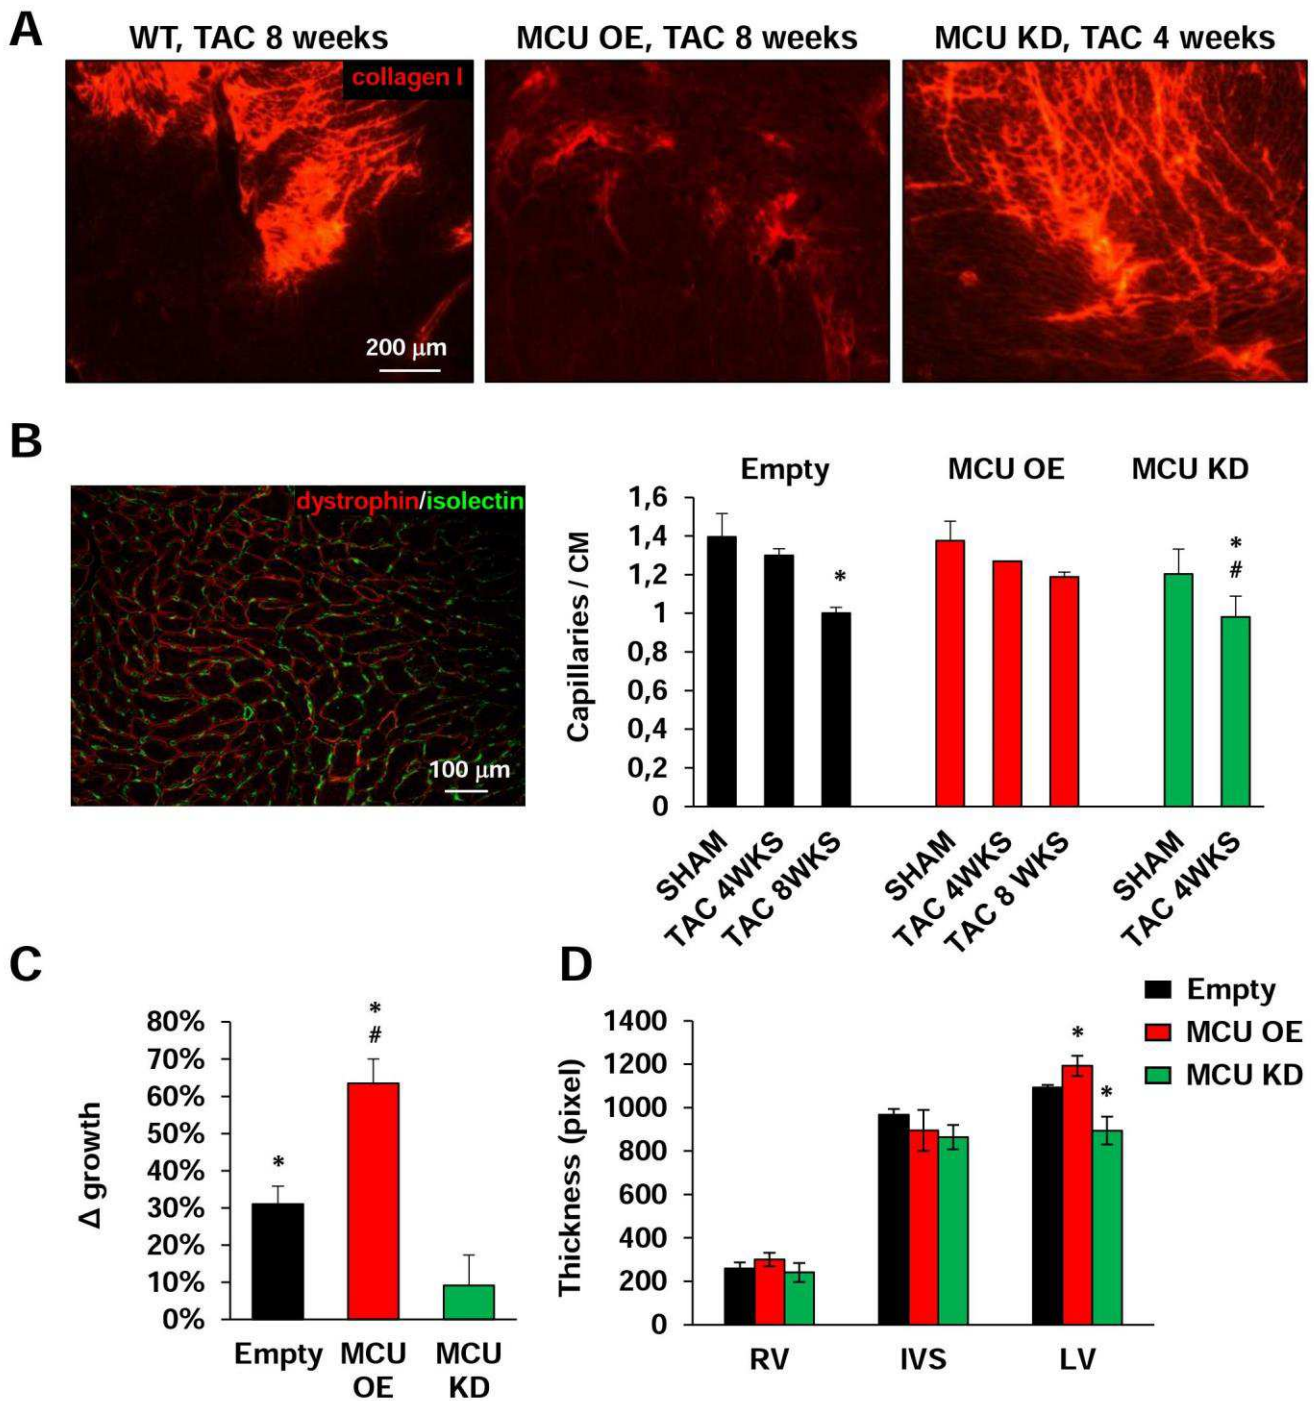 A
WT, TAC 8 weeks
MCU OE, TAC 8 weeks
MCU KD, TAC 4 weeks
collagen I
200 μm
B
dystrophin/isolectin
100 μm
Empty
MCU OE
MCU KD
Capillaries / CM
1,6
1,4
1,2
1
0,8
0,6
0,4
0,2
0
*
*
#
SHAM
TAC 4WKS
TAC 8WKS
SHAM
TAC 4WKS
TAC 8 WKS
SHAM
TAC 4WKS
C
Δ growth
80%
70%
60%
50%
40%
30%
20%
10%
0%
*
*
#
Empty
MCU OE
MCU KD
D
Empty
MCU OE
MCU KD
Thickness (pixel)
1400
1200
1000
800
600
400
200
0
*
*
RV
IVS
LV